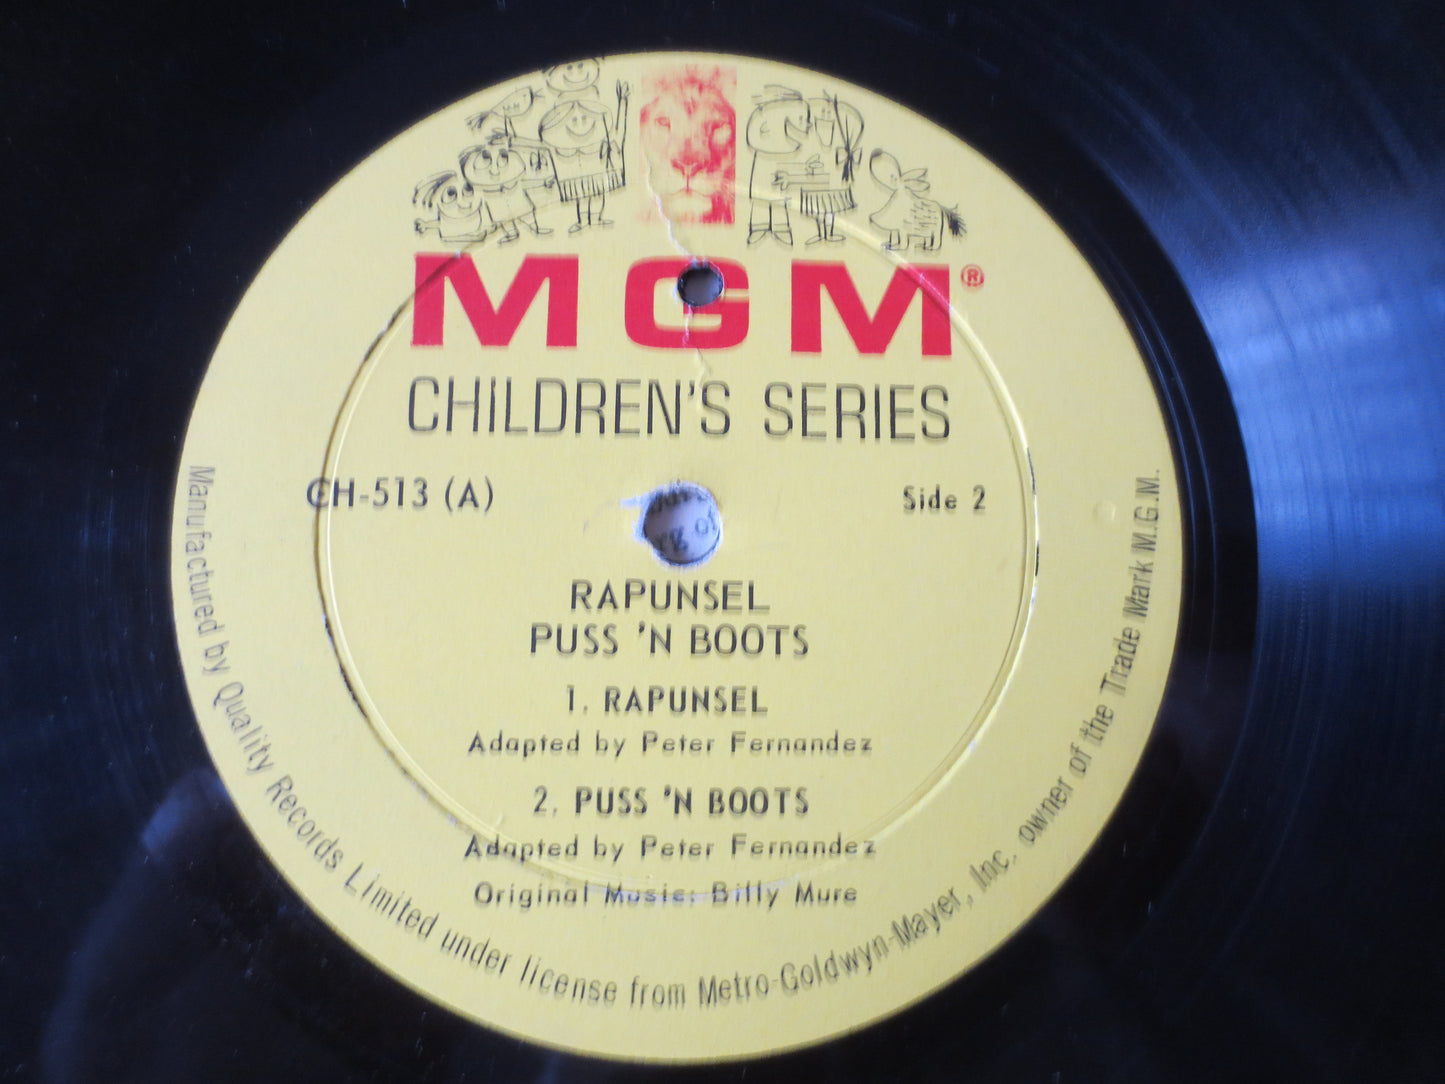 MGM®
CHILDREN'S SERIES
CH-513 (A)
Side 2
RAPUNSEL
PUSS 'N BOOTS
1. RAPUNSEL
Adapted by Peter Fernandez
2. PUSS 'N BOOTS
Adapted by Peter Fernandez
Original Music: Billy Mure
Manufactured by Quality Records Limited under license from Metro-Goldwyn-Mayer, Inc. owner of the Trade Mark M.G.M.